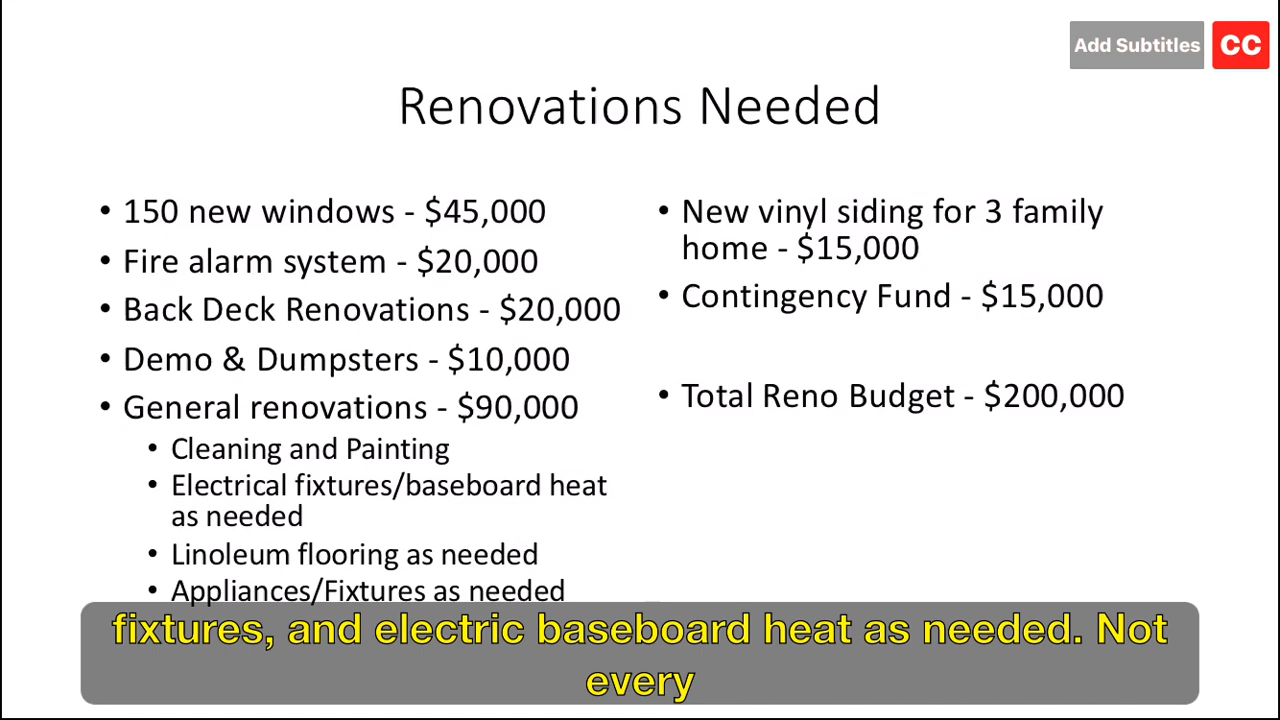 Add Subtitles CC
Renovations Needed
• 150 new windows - $45,000
• Fire alarm system - $20,000
• Back Deck Renovations - $20,000
• Demo & Dumpsters - $10,000
• General renovations - $90,000
• Cleaning and Painting
• Electrical fixtures/baseboard heat
as needed
• Linoleum flooring as needed
• Appliances/Fixtures as needed
• New vinyl siding for 3 family
home - $15,000
• Contingency Fund - $15,000
• Total Reno Budget - $200,000
fixtures, and electric baseboard heat as needed. Not
every